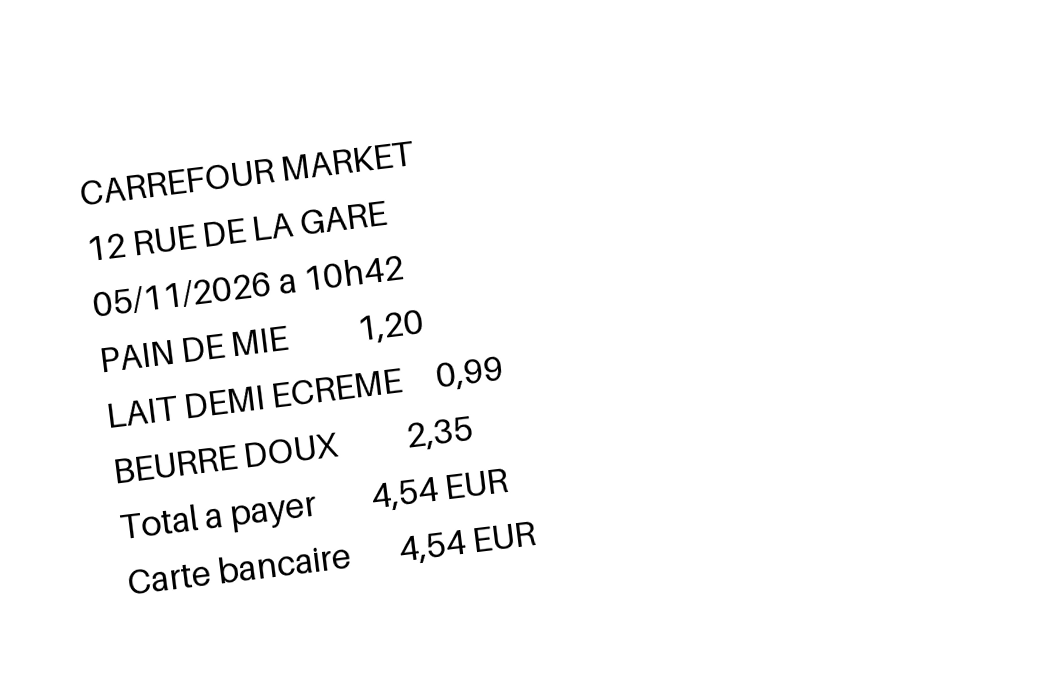 CARREFOUR MARKET
12 RUE DE LA GARE
05/11/2026 a 10h42
PAIN DE MIE 1,20
LAIT DEMI ECREME 0,99
BEURRE DOUX 2,35
Total a payer 4,54 EUR
Carte bancaire 4,54 EUR